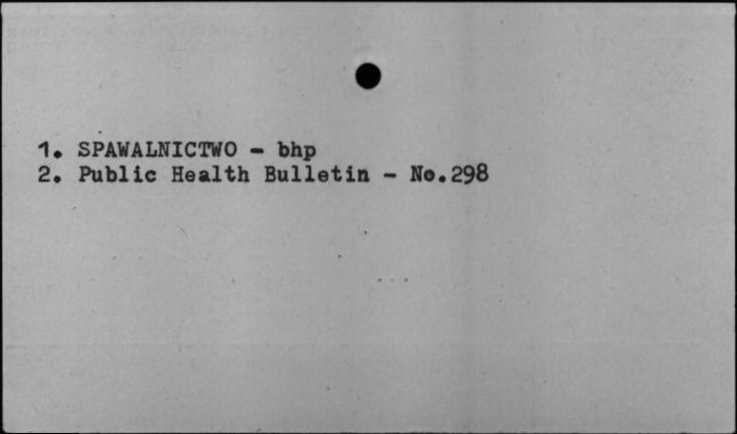 1. SPAWALNICTWO - bhp
2. Public Health Bulletin - No.298